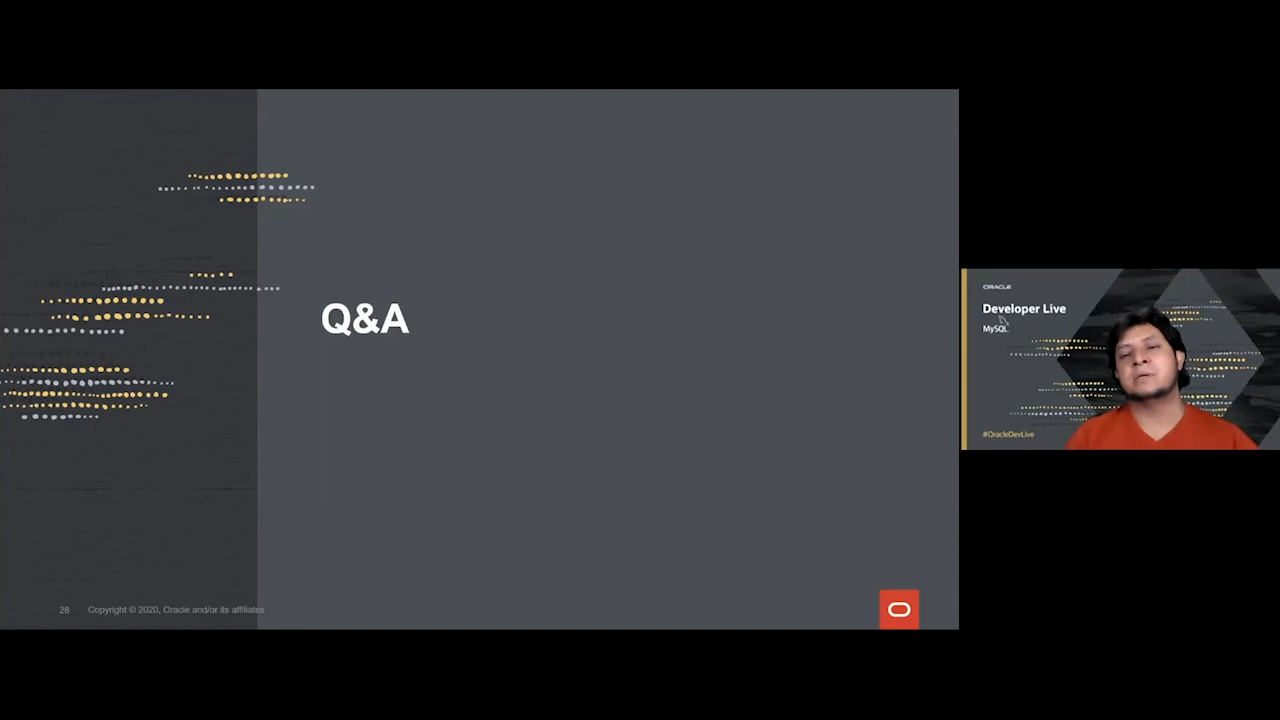 Q&A
28 Copyright © 2020, Oracle and/or its affiliates
ORACLE
Developer Live
MySQL
#OracleDevLive